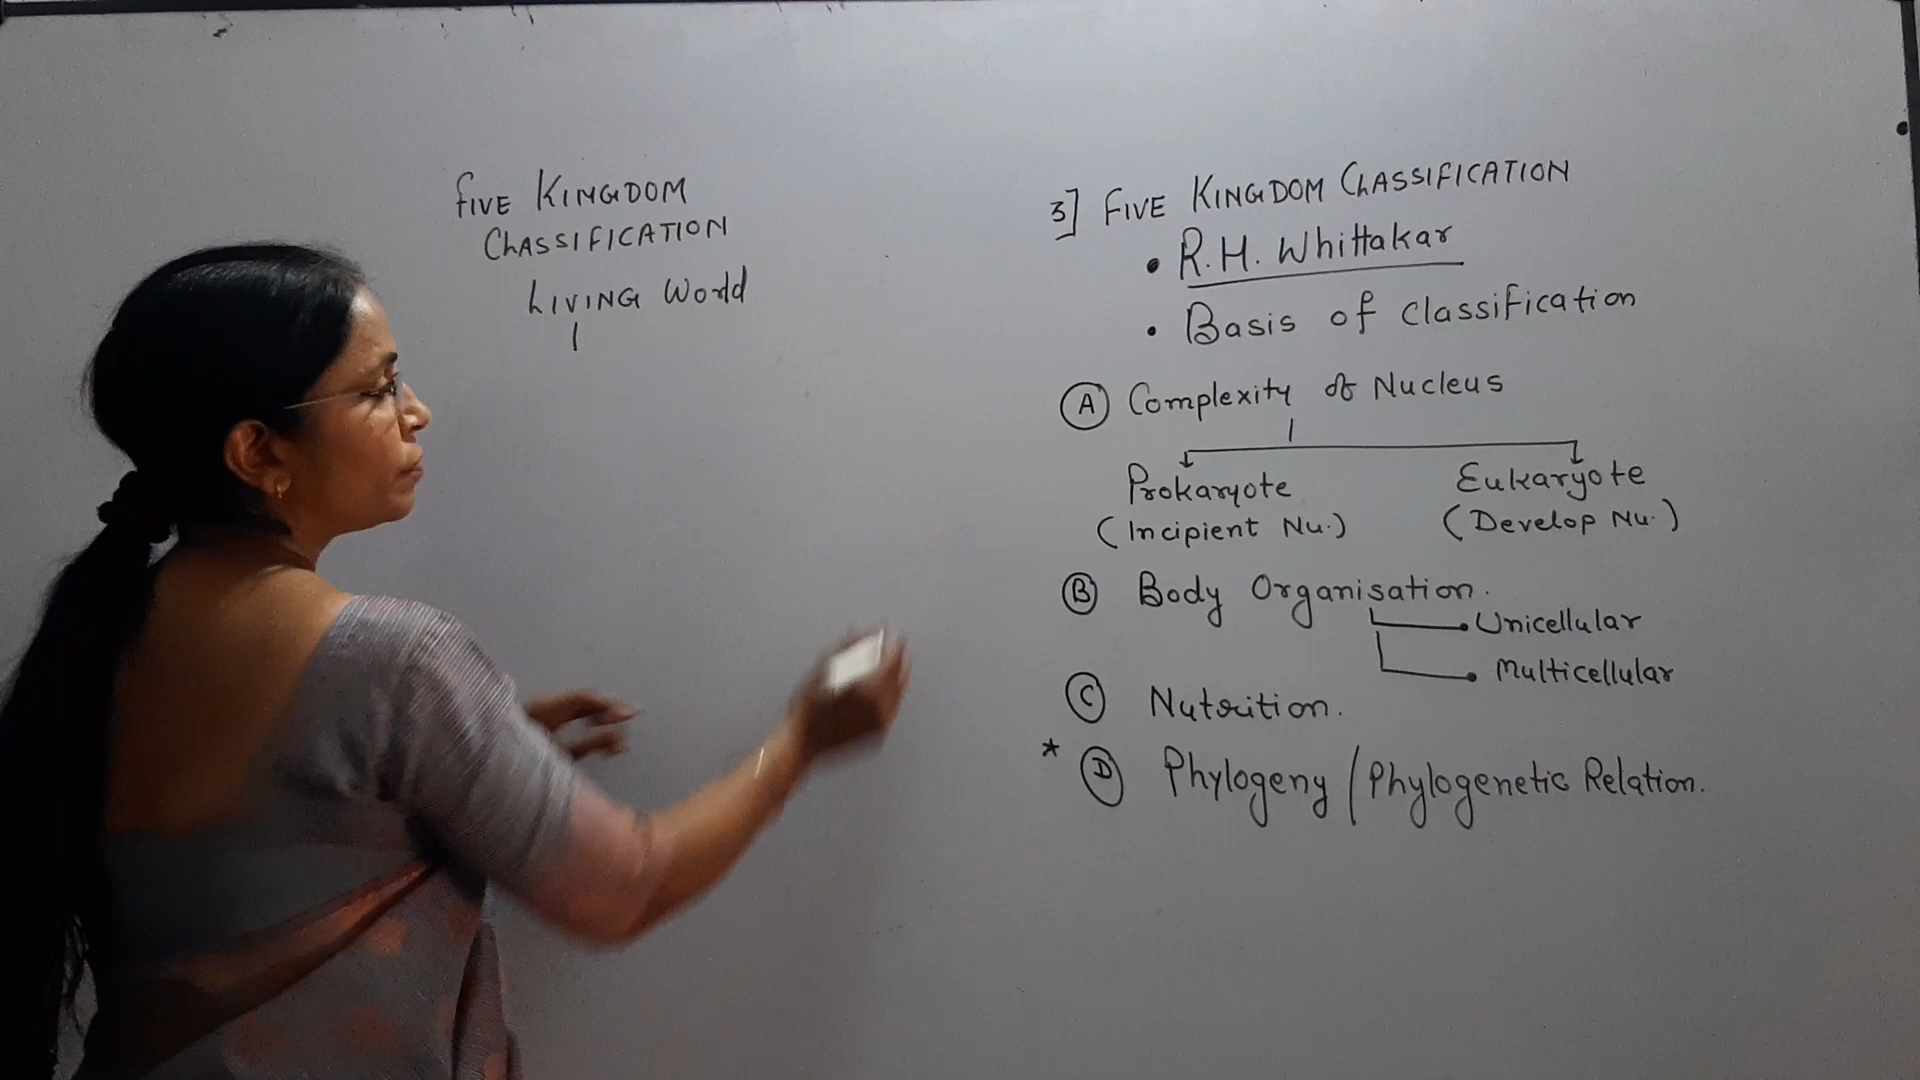 FIVE KINGDOM
CLASSIFICATION
LIVING World
3] FIVE KINGDOM CLASSIFICATION
• R.H. Whittakar
• Basis of classification
(A) Complexity of Nucleus
Prokaryote Eukaryote
(Incipient Nu.) (Develop Nu.)
(B) Body Organisation.
• Unicellular
• Multicellular
(C) Nutrition.
* (D) Phylogeny / Phylogenetic Relation.